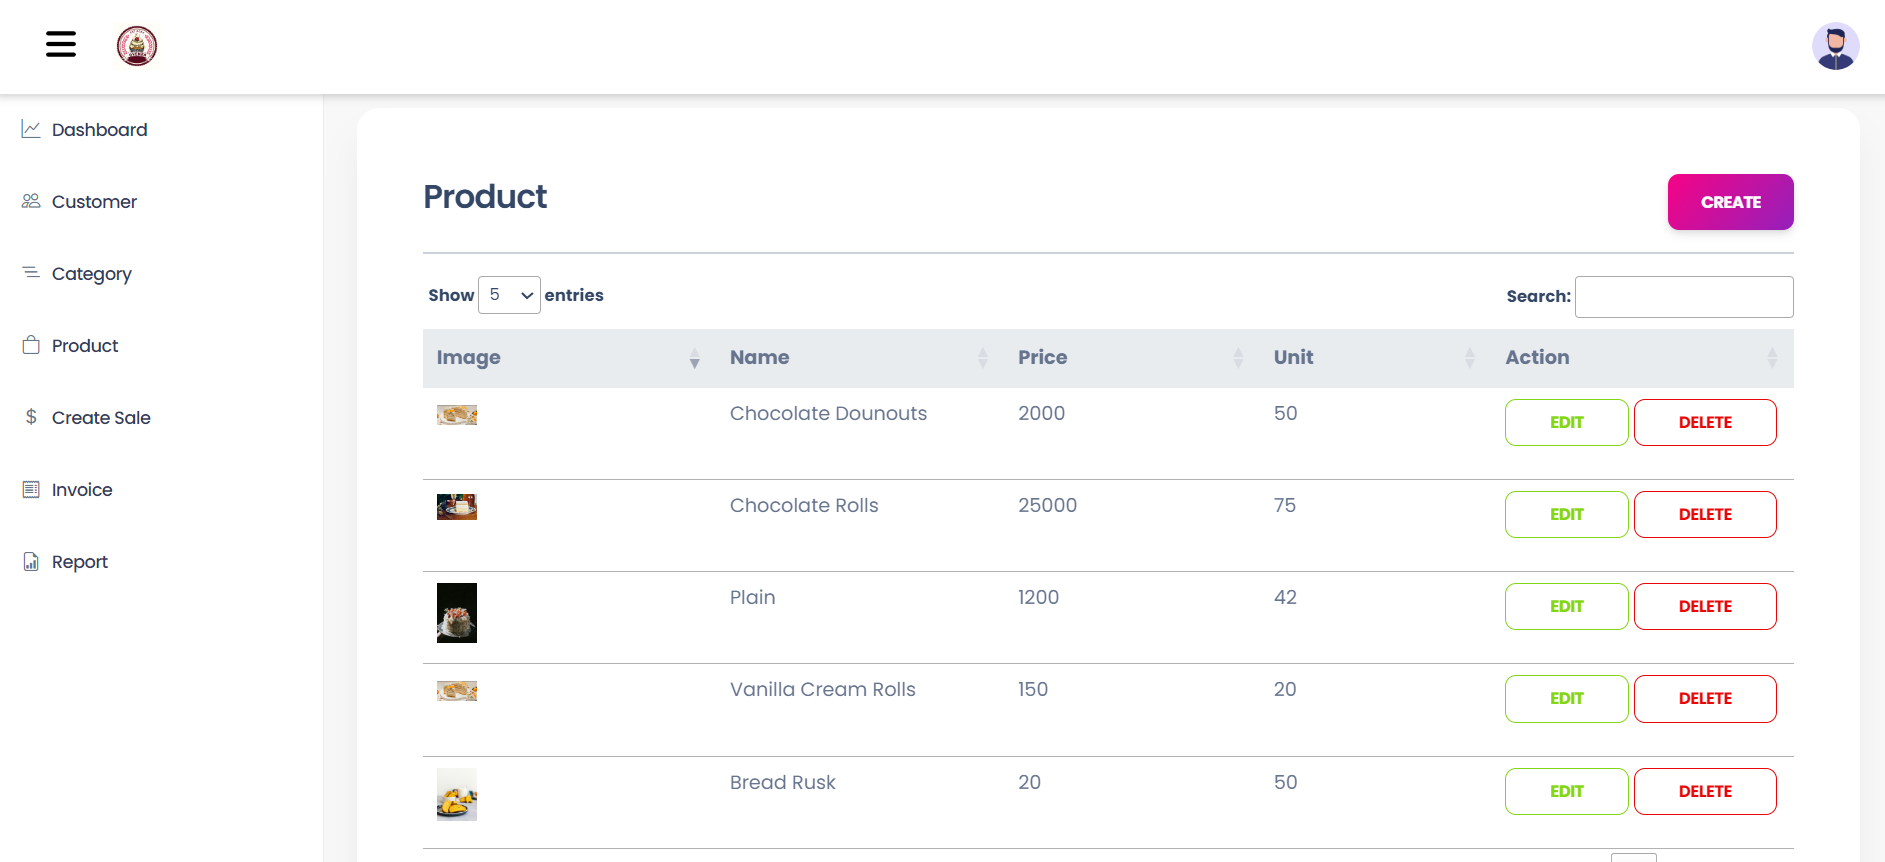 Dashboard
Customer
Category
Product
Create Sale
Invoice
Report
Product
CREATE
Show 5 entries
Search:
Image Name Price Unit Action
Chocolate Dounouts 2000 50 EDIT DELETE
Chocolate Rolls 25000 75 EDIT DELETE
Plain 1200 42 EDIT DELETE
Vanilla Cream Rolls 150 20 EDIT DELETE
Bread Rusk 20 50 EDIT DELETE